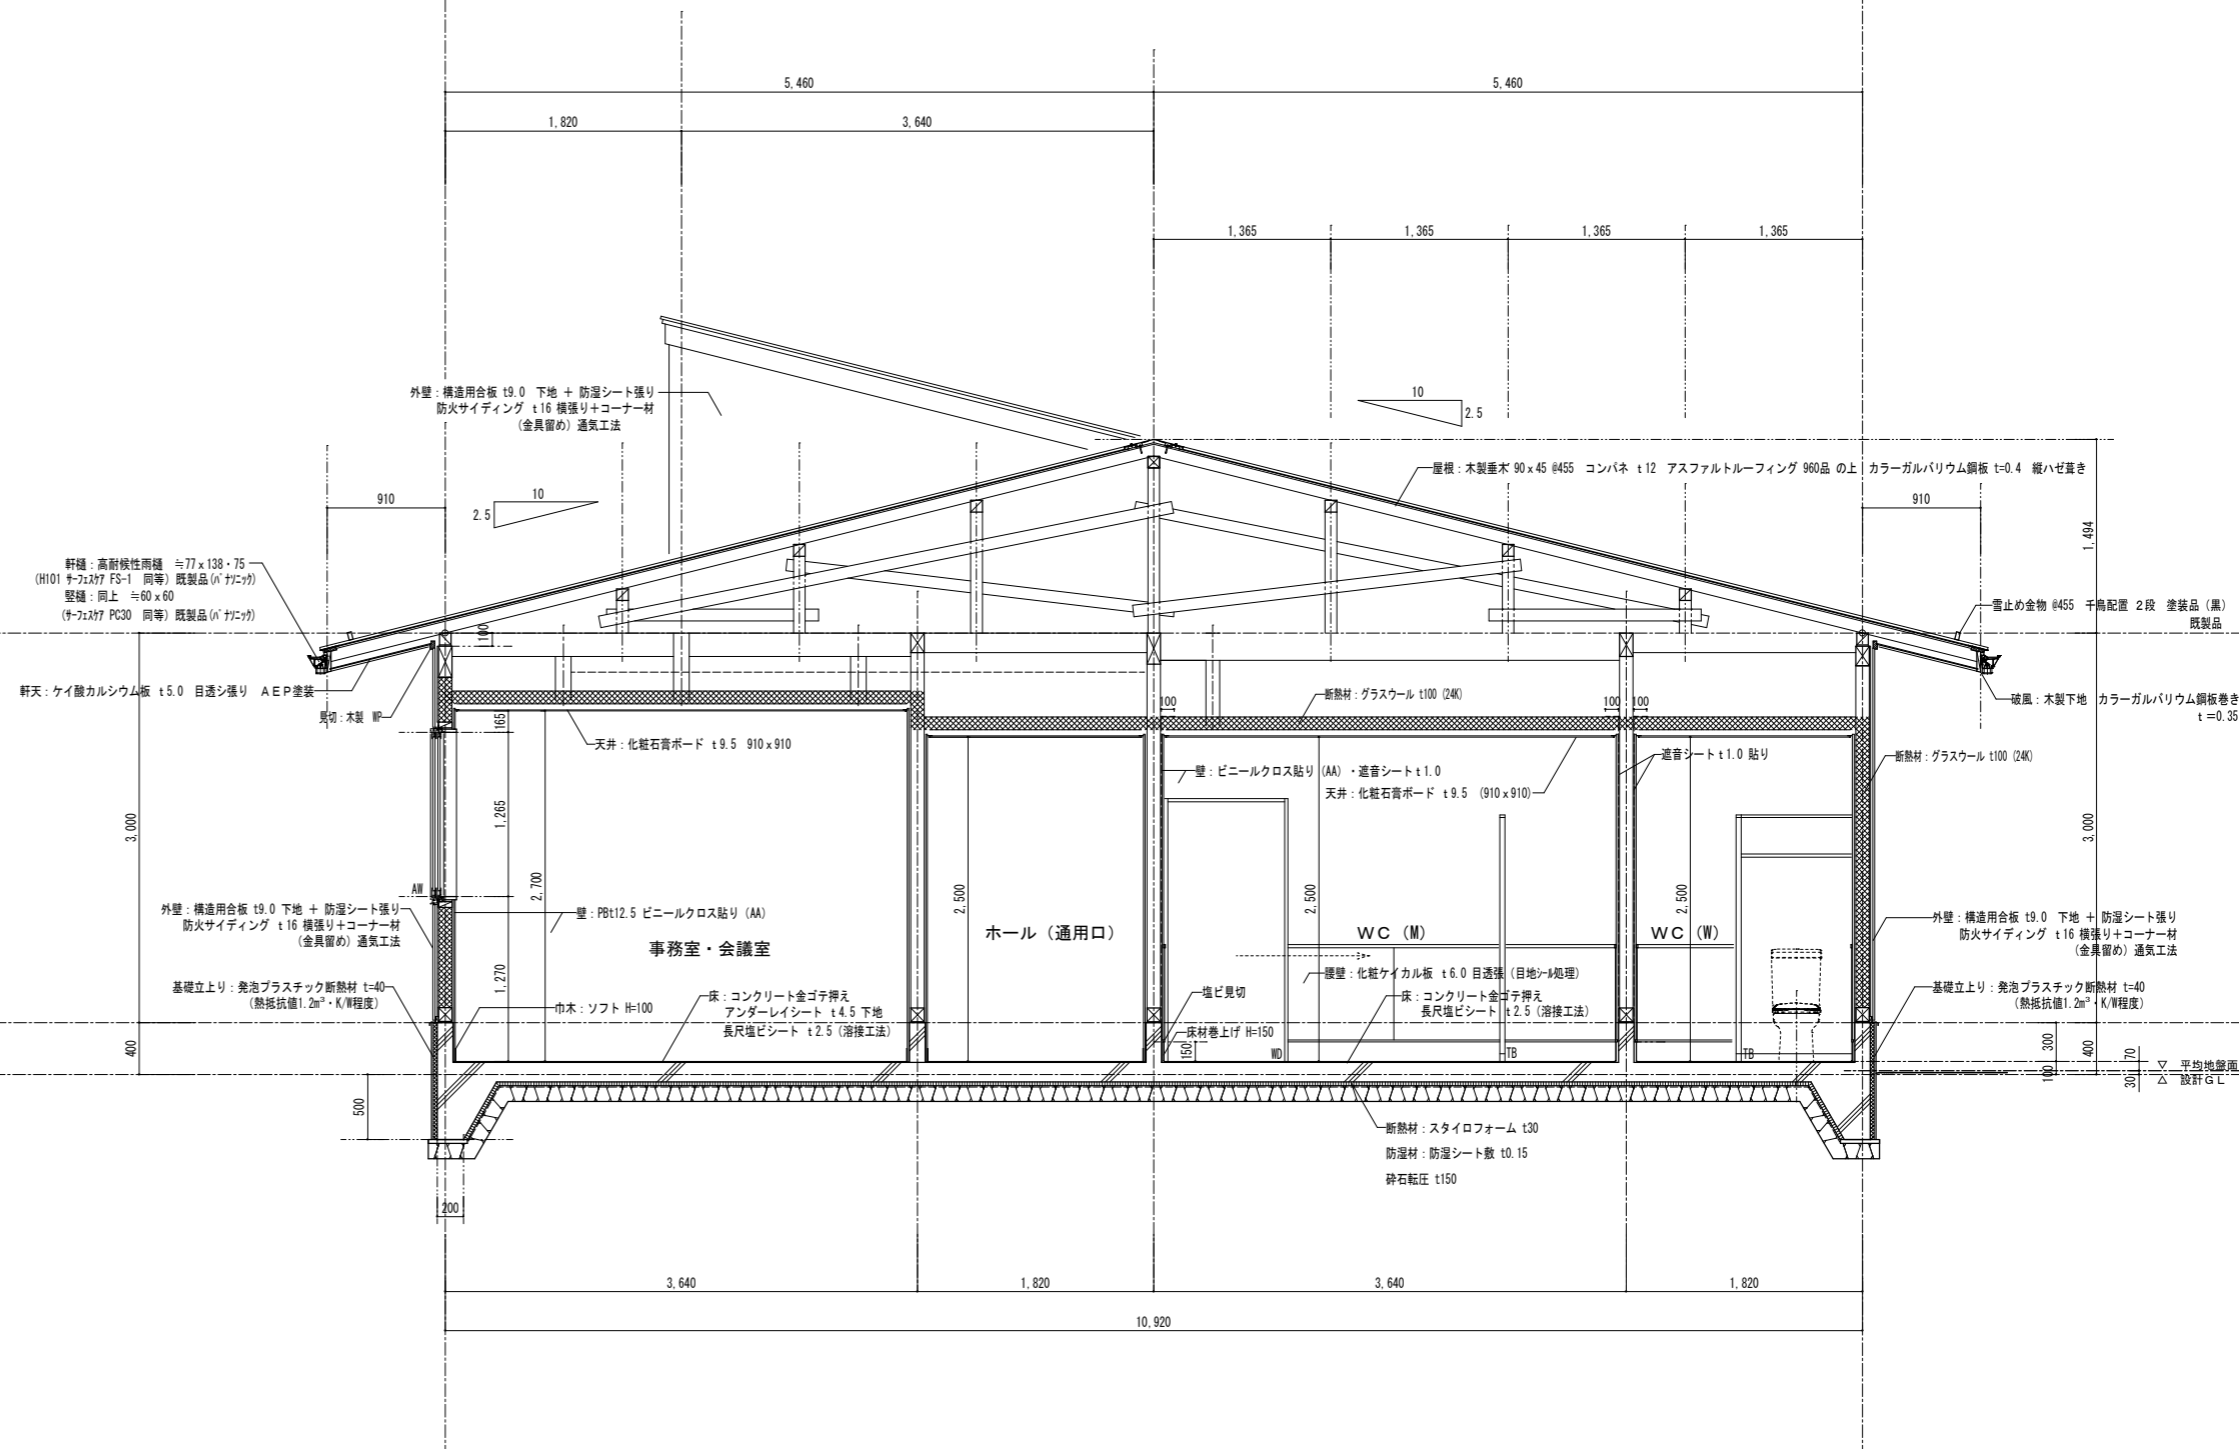 5,460
5,460
1,820
3,640
1,365
1,365
1,365
1,365
外壁：構造用合板 t9.0 下地 ＋ 防湿シート張り
防火サイディング t16 横張り＋コーナー材
（金具留め）通気工法
10
2.5
10
2.5
屋根：木製垂木 90x45 @455 コンパネ t12 アスファルトルーフィング 960品 の上 カラーガルバリウム鋼板 t=0.4 縦ハゼ葺き
910
910
1,494
軒樋：高耐候性雨樋 ≒77x138・75
(H101 ｻｰﾌｪｽｹｱ FS-1 同等) 既製品(ﾊﾟﾅｿﾆｯｸ)
竪樋：同上 ≒60x60
(ｻｰﾌｪｽｹｱ PC30 同等) 既製品(ﾊﾟﾅｿﾆｯｸ)
雪止め金物 @455 千鳥配置 2段 塗装品（黒）
既製品
100
軒天：ケイ酸カルシウム板 t5.0 目透シ張り ＡＥＰ塗装
見切：木製 WP
165
断熱材：グラスウール t100 (24K)
100
100
100
破風：木製下地 カラーガルバリウム鋼板巻き
t=0.35
天井：化粧石膏ボード t9.5 910x910
壁：ビニールクロス貼り（AA）・遮音シートt1.0
天井：化粧石膏ボード t9.5 (910x910)
遮音シートt1.0 貼り
断熱材：グラスウール t100 (24K)
3,000
1,265
2,700
2,500
2,500
2,500
3,000
AW
外壁：構造用合板 t9.0 下地 ＋ 防湿シート張り
防火サイディング t16 横張り＋コーナー材
（金具留め）通気工法
壁：PBt12.5 ビニールクロス貼り（AA）
事務室・会議室
ホール（通用口）
ＷＣ（M）
ＷＣ（W）
外壁：構造用合板 t9.0 下地 ＋ 防湿シート張り
防火サイディング t16 横張り＋コーナー材
（金具留め）通気工法
1,270
基礎立上り：発泡プラスチック断熱材 t=40
（熱抵抗値1.2m³・K/W程度）
巾木：ソフト H=100
床：コンクリート金ゴテ押え
アンダーレイシート t4.5 下地
長尺塩ビシート t2.5（溶接工法）
腰壁：化粧ケイカル板 t6.0 目透張（目地ｼｰﾙ処理）
塩ビ見切
床：コンクリート金ゴテ押え
長尺塩ビシート t2.5（溶接工法）
基礎立上り：発泡プラスチック断熱材 t=40
（熱抵抗値1.2m³・K/W程度）
床材巻上げ H=150
150
WD
TB
TB
400
300
100
400
70
30
▽ 平均地盤面
△ 設計ＧＬ
500
200
断熱材：スタイロフォーム t30
防湿材：防湿シート敷 t0.15
砕石転圧 t150
3,640
1,820
3,640
1,820
10,920